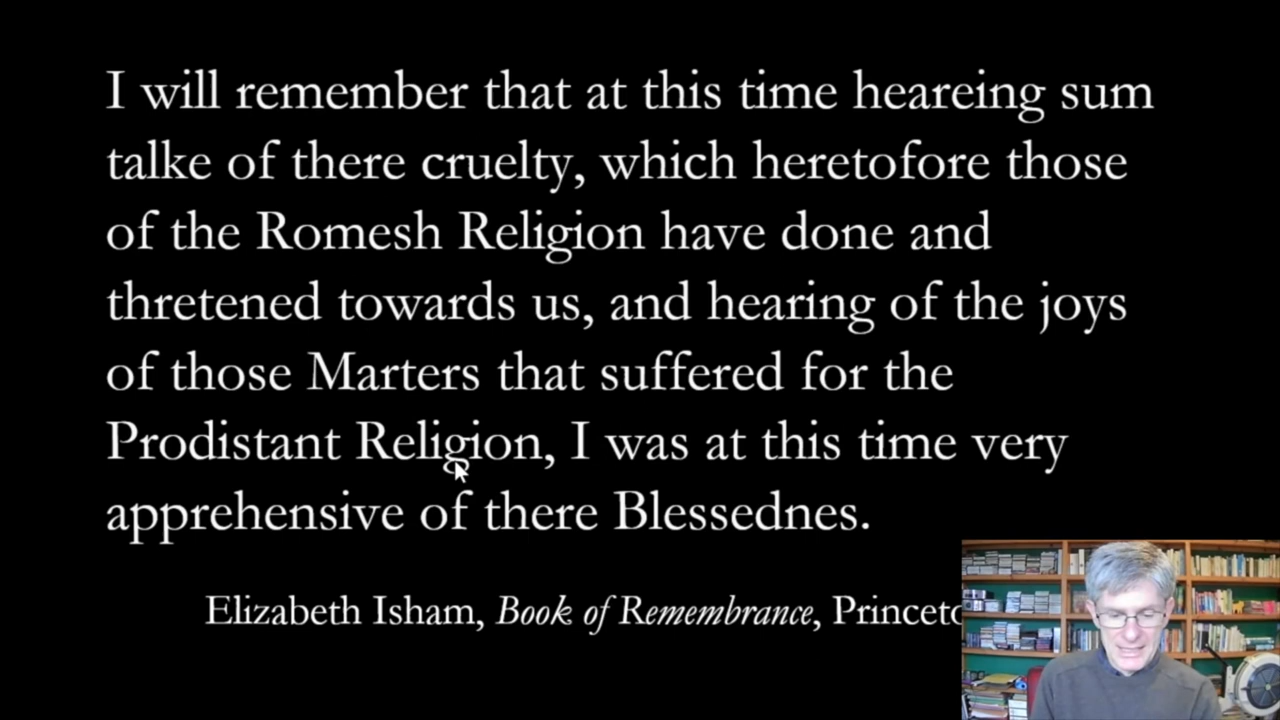 I will remember that at this time heareing sum
talke of there cruelty, which heretofore those
of the Romesh Religion have done and
thretened towards us, and hearing of the joys
of those Marters that suffered for the
Prodistant Religion, I was at this time very
apprehensive of there Blessednes.
Elizabeth Isham, Book of Remembrance,